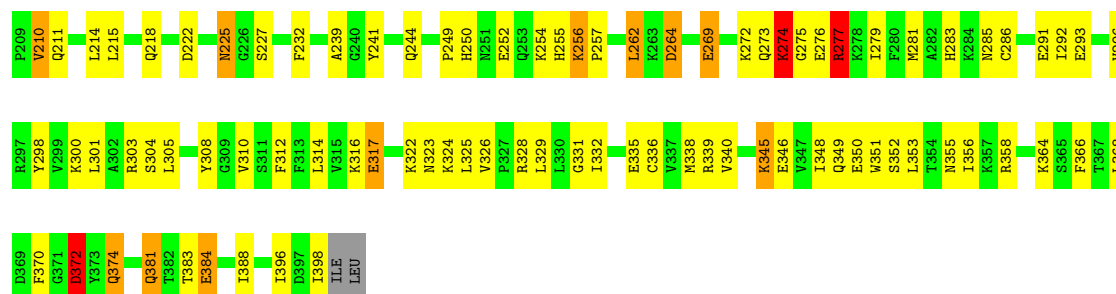 P209 V210 Q211 L214 L215 Q218 D222 N225 G226 S227 F232 A239 G240 Y241 Q244 P249 H250 N251 E252 Q253 K254 H255 K256 P257 L262 K263 D264 E269 K272 Q273 K274 G275 E276 R277 K278 I279 F280 M281 A282 H283 K284 N285 C286 E291 I292 E293
R297 Y298 V299 K300 L301 A302 R303 S304 L305 Y308 G309 V310 S311 F312 F313 L314 V315 K316 E317 K322 N323 K324 L325 V326 P327 R328 L329 L330 G331 I332 E335 C336 V337 M338 R339 V340 K345 E346 V347 I348 Q349 E350 W351 S352 L353 T354 N355 I356 K357 R358 K364 S365 F366 T367
D369 F370 G371 D372 Y373 Q374 Q381 T382 T383 E384 I388 I396 D397 I398 ILE LEU